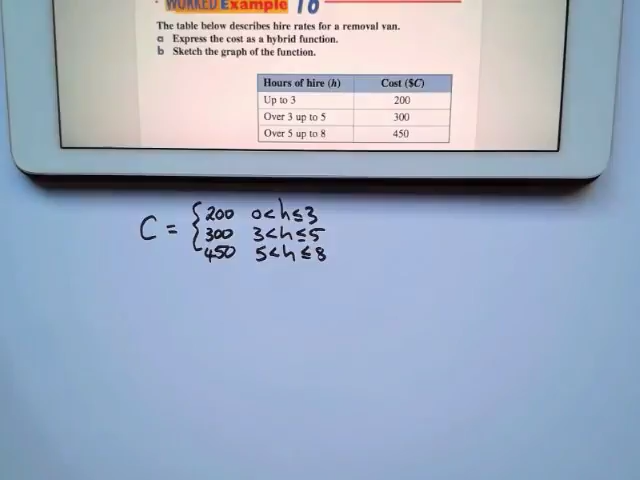 WORKED Example 18
The table below describes hire rates for a removal van.
a Express the cost as a hybrid function.
b Sketch the graph of the function.
Hours of hire (h) Cost ($C)
Up to 3 200
Over 3 up to 5 300
Over 5 up to 8 450
C = { 200 0<h≤3
300 3<h≤5
450 5<h≤8